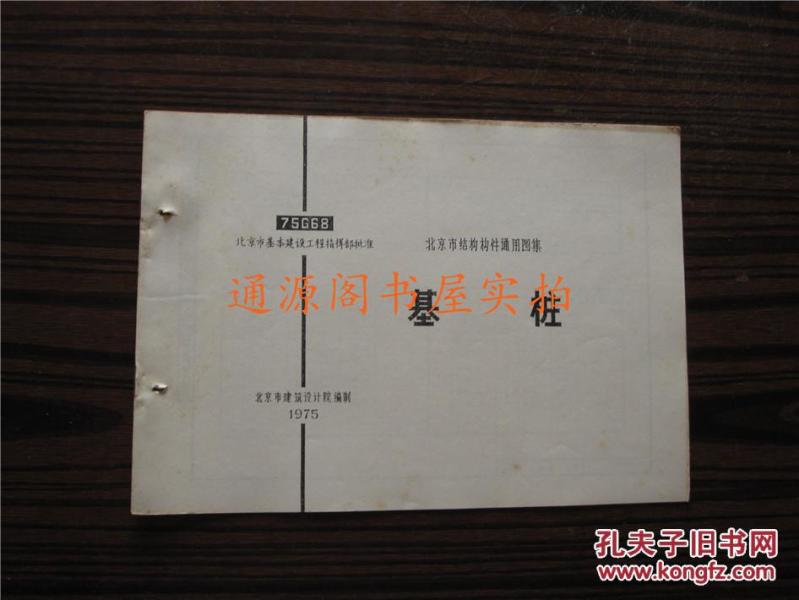 75G68
北京市基本建设工程指挥部批准
北京市结构构件通用图集
通源阁书屋实拍
基 桩
北京市建筑设计院编制
1975
孔夫子旧书网
www.kongfz.com